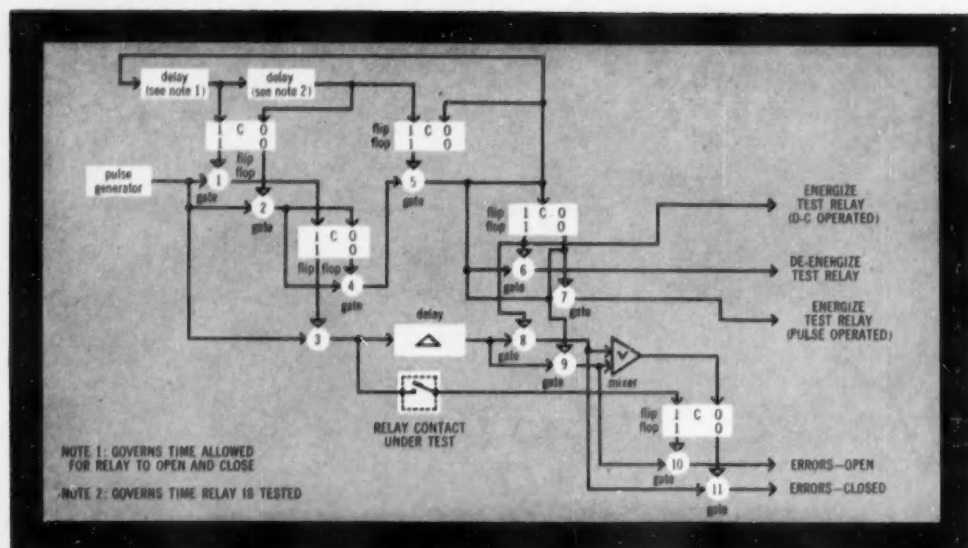 delay
(see note 1)
delay
(see note 2)
1 C 0
1 0
flip
flop
flip
flop
1 C 0
1 0
pulse
generator
1
gate
2
gate
5
gate
ENERGIZE
TEST RELAY
(D-C OPERATED)
flip
flop
1 C 0
1 0
1 C 0
1 0
flip flop
4
gate
6
gate
DE-ENERGIZE
TEST RELAY
7
gate
ENERGIZE
TEST RELAY
(PULSE OPERATED)
3
gate
delay
Δ
8
gate
9
gate
V
mixer
RELAY CONTACT
UNDER TEST
flip
flop
1 C 0
1 0
NOTE 1: GOVERNS TIME ALLOWED
FOR RELAY TO OPEN AND CLOSE
NOTE 2: GOVERNS TIME RELAY IS TESTED
10
gate
ERRORS—OPEN
11
gate
ERRORS—CLOSED